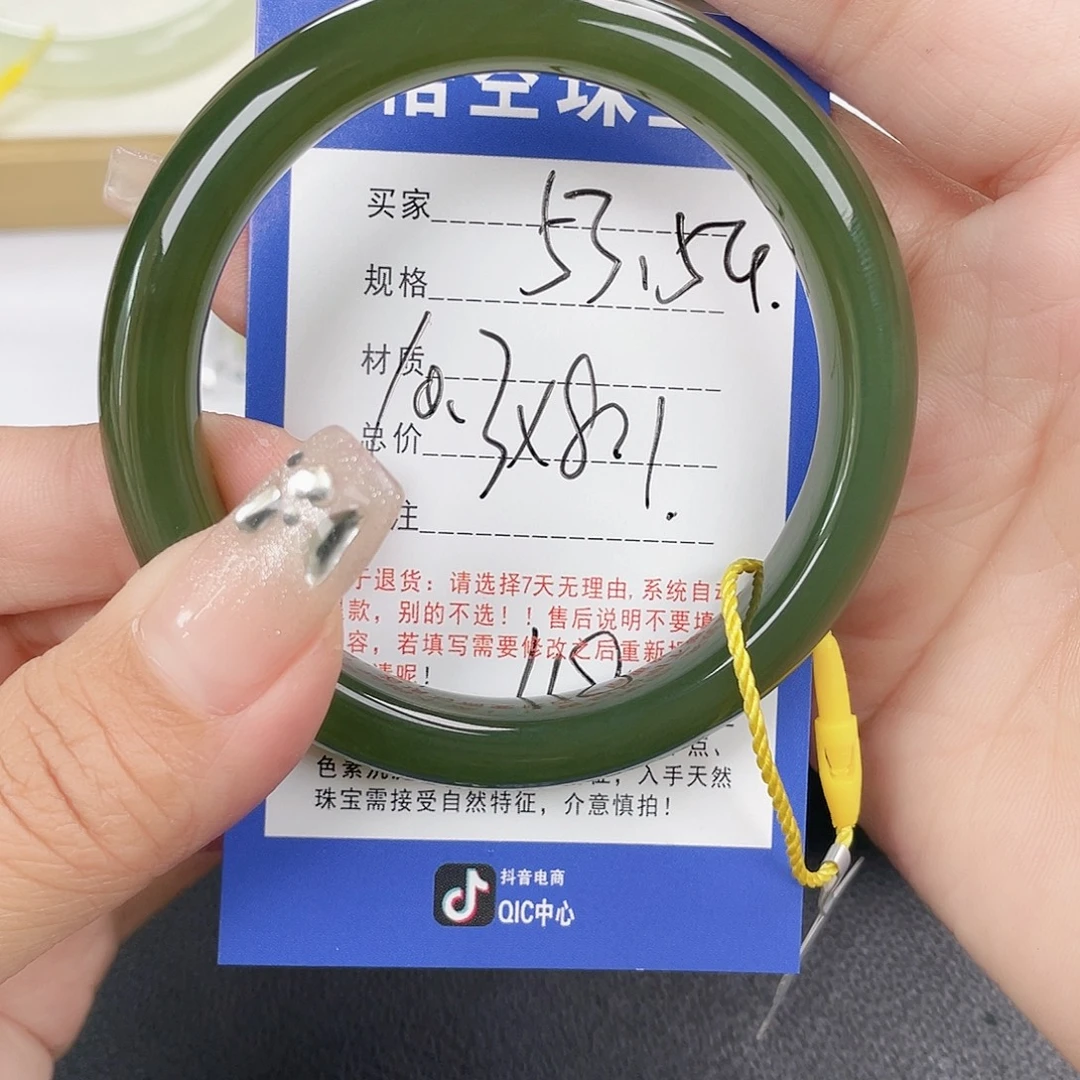 空珠
买家
53.54.
规格
材质
10.3x8.1.
总价
注
退货：请选择7天无理由,系统自动
款，别的不选！！售后说明不要填
容，若填写需要修改之后重新
请呢！
点、
色素
入手天然
珠宝需接受自然特征，介意慎拍！
抖音电商
QIC中心